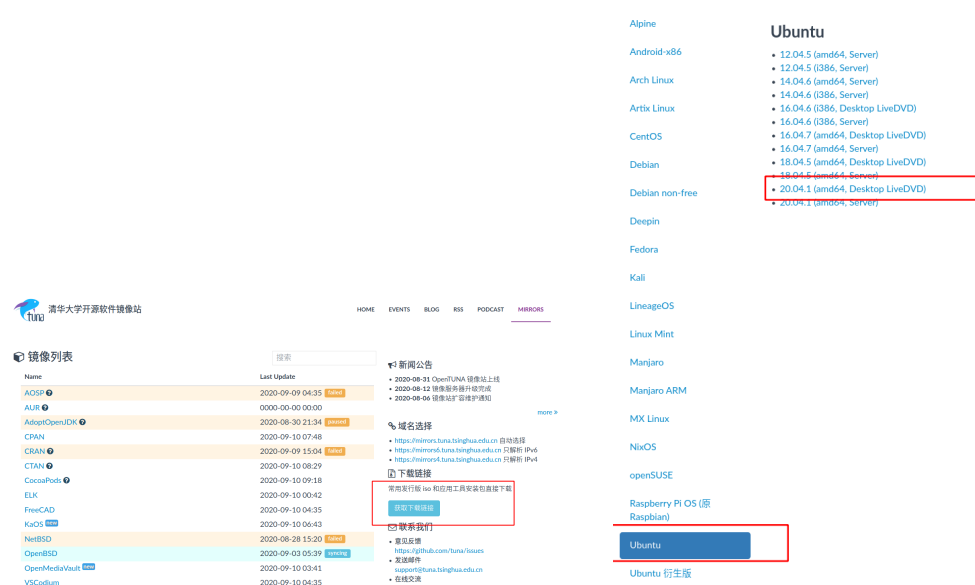 tuna
清华大学开源软件镜像站
HOME EVENTS BLOG RSS PODCAST MIRRORS
镜像列表
搜索
Name Last Update
AOSP 2020-09-09 04:35 failed
AUR 0000-00-00 00:00
AdoptOpenJDK 2020-08-30 21:34 paused
CPAN 2020-09-10 07:48
CRAN 2020-09-09 15:04 failed
CTAN 2020-09-10 08:29
CocoaPods 2020-09-10 09:18
ELK 2020-09-10 00:42
FreeCAD 2020-09-10 04:35
KaOS new 2020-09-10 06:43
NetBSD 2020-08-28 15:20 failed
OpenBSD 2020-09-03 05:39 syncing
OpenMediaVault new 2020-09-10 03:41
VSCodium 2020-09-10 04:35
新闻公告
2020-08-31 OpenTUNA 镜像站上线
2020-08-12 镜像服务器升级完成
2020-08-06 镜像站扩容维护通知
more »
域名选择
https://mirrors.tuna.tsinghua.edu.cn 自动选择
https://mirrors6.tuna.tsinghua.edu.cn 只解析 IPv6
https://mirrors4.tuna.tsinghua.edu.cn 只解析 IPv4
下载链接
常用发行版 iso 和应用工具安装包直接下载
获取下载链接
联系我们
意见反馈
https://github.com/tuna/issues
发送邮件
support@tuna.tsinghua.edu.cn
在线交流
Alpine
Android-x86
Arch Linux
Artix Linux
CentOS
Debian
Debian non-free
Deepin
Fedora
Kali
LineageOS
Linux Mint
Manjaro
Manjaro ARM
MX Linux
NixOS
openSUSE
Raspberry Pi OS (原
Raspbian)
Ubuntu
Ubuntu 衍生版
Ubuntu
12.04.5 (amd64, Server)
12.04.5 (i386, Server)
14.04.6 (amd64, Server)
14.04.6 (i386, Server)
16.04.6 (i386, Desktop LiveDVD)
16.04.6 (i386, Server)
16.04.7 (amd64, Desktop LiveDVD)
16.04.7 (amd64, Server)
18.04.5 (amd64, Desktop LiveDVD)
18.04.5 (amd64, Server)
20.04.1 (amd64, Desktop LiveDVD)
20.04.1 (amd64, Server)